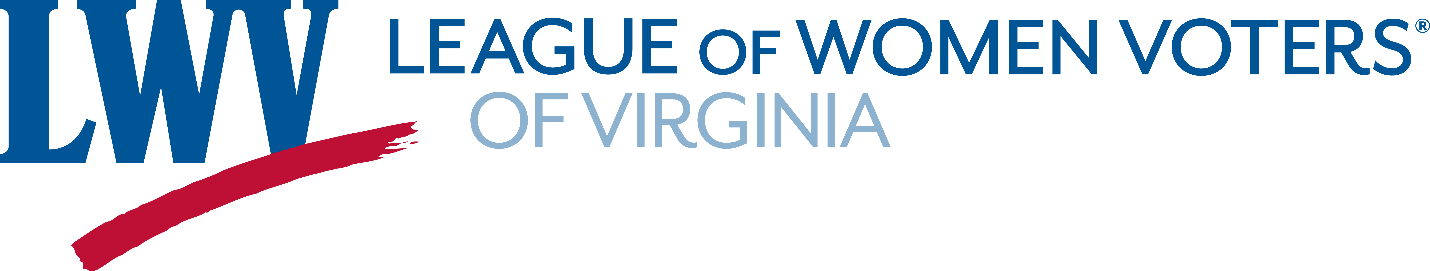 LWV
LEAGUE OF WOMEN VOTERS®
OF VIRGINIA